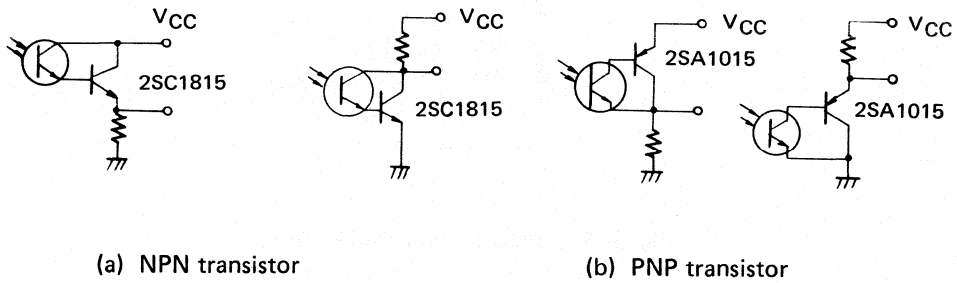 VCC
2SC1815
VCC
2SC1815
VCC
2SA1015
VCC
2SA1015
(a) NPN transistor
(b) PNP transistor